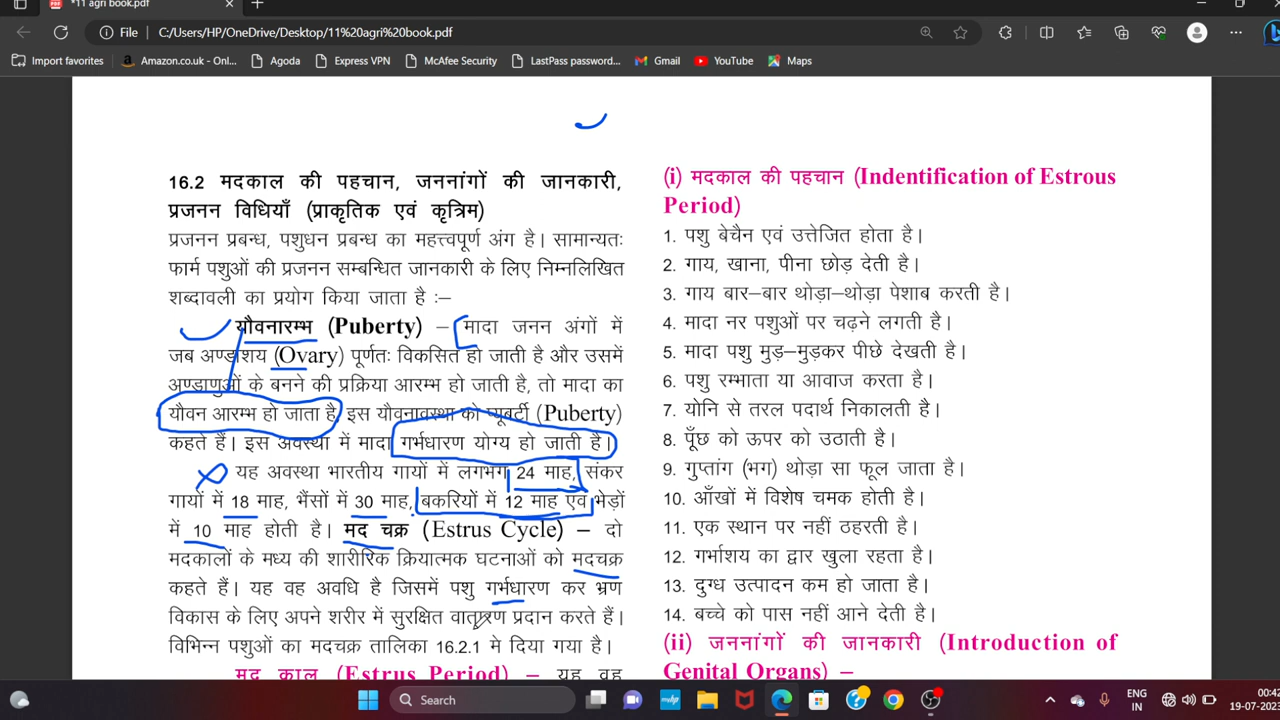 *11 agri book.pdf
File
C:/Users/HP/OneDrive/Desktop/11%20agri%20book.pdf
Import favorites
Amazon.co.uk - Onl...
Agoda
Express VPN
McAfee Security
LastPass password...
Gmail
YouTube
Maps
16.2 मदकाल की पहचान, जननांगों की जानकारी,
प्रजनन विधियाँ (प्राकृतिक एवं कृत्रिम)
प्रजनन प्रबन्ध, पशुधन प्रबन्ध का महत्त्वपूर्ण अंग है। सामान्यतः
फार्म पशुओं की प्रजनन सम्बन्धित जानकारी के लिए निम्नलिखित
शब्दावली का प्रयोग किया जाता है :–
यौवनारम्भ (Puberty) – मादा जनन अंगों में
जब अण्डाशय (Ovary) पूर्णतः विकसित हो जाती है और उसमें
अण्डाणुओं के बनने की प्रक्रिया आरम्भ हो जाती है, तो मादा का
यौवन आरम्भ हो जाता है, इस यौवनावस्था को प्यूबर्टी (Puberty)
कहते हैं। इस अवस्था में मादा गर्भधारण योग्य हो जाती है।
यह अवस्था भारतीय गायों में लगभग 24 माह, संकर
गायों में 18 माह, भैंसों में 30 माह, बकरियों में 12 माह एवं भेड़ों
में 10 माह होती है। मद चक्र (Estrus Cycle) – दो
मदकालों के मध्य की शारीरिक क्रियात्मक घटनाओं को मदचक्र
कहते हैं। यह वह अवधि है जिसमें पशु गर्भधारण कर भ्रण
विकास के लिए अपने शरीर में सुरक्षित वातारण प्रदान करते हैं।
विभिन्न पशुओं का मदचक्र तालिका 16.2.1 मे दिया गया है।
मद काल (Estrus Period) – यह वह
(i) मदकाल की पहचान (Indentification of Estrous
Period)
1. पशु बेचैन एवं उत्तेजित होता है।
2. गाय, खाना, पीना छोड़ देती है।
3. गाय बार–बार थोड़ा–थोड़ा पेशाब करती है।
4. मादा नर पशुओं पर चढ़ने लगती है।
5. मादा पशु मुड़–मुड़कर पीछे देखती है।
6. पशु रम्भाता या आवाज करता है।
7. योनि से तरल पदार्थ निकालती है।
8. पूँछ को ऊपर को उठाती है।
9. गुप्तांग (भग) थोड़ा सा फूल जाता है।
10. आँखों में विशेष चमक होती है।
11. एक स्थान पर नहीं ठहरती है।
12. गर्भाशय का द्वार खुला रहता है।
13. दुग्ध उत्पादन कम हो जाता है।
14. बच्चे को पास नहीं आने देती है।
(ii) जननांगों की जानकारी (Introduction of
Genital Organs) –
Search
ENG
IN
00:42
19-07-2023